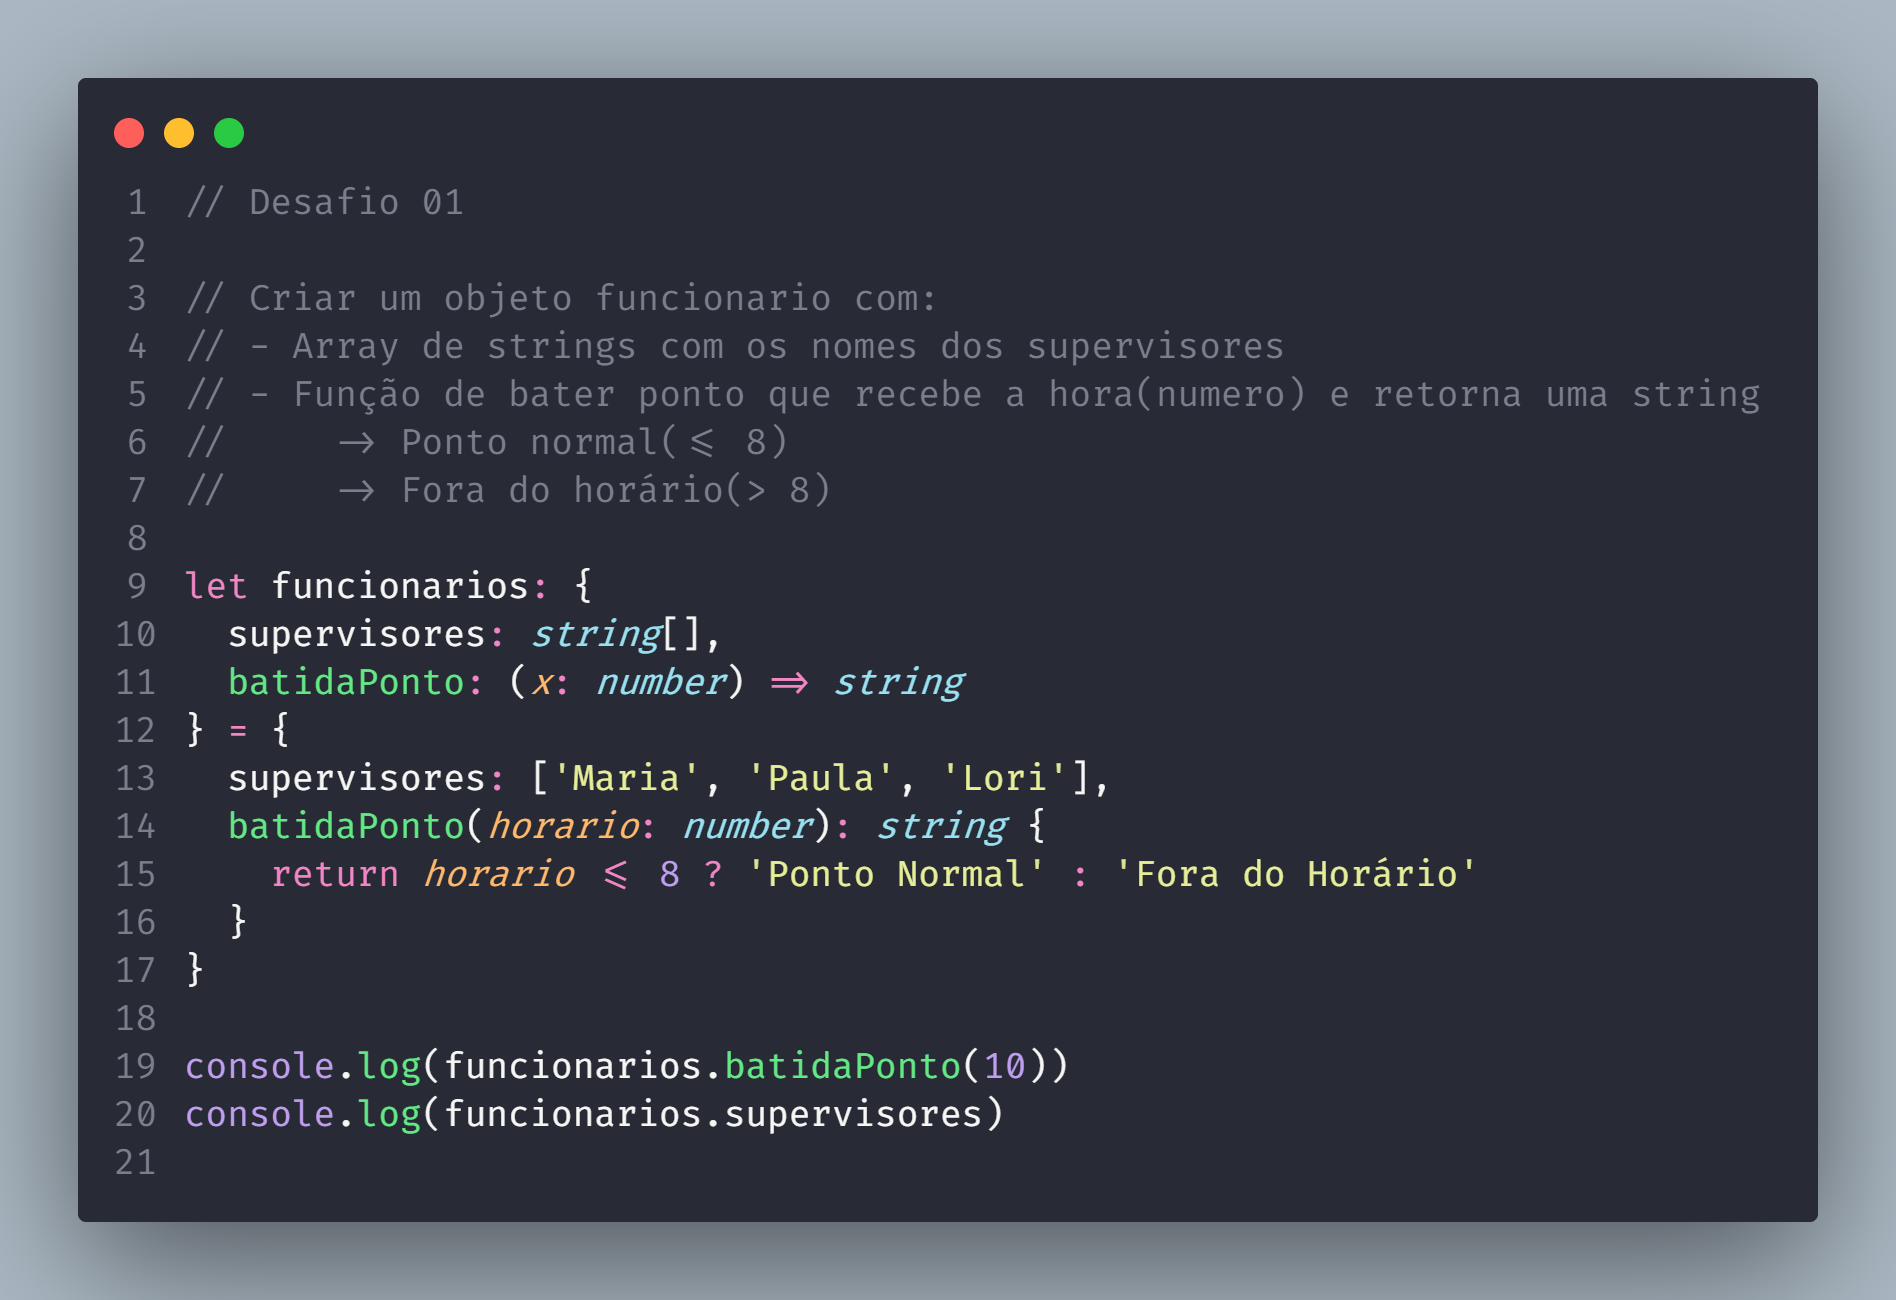 1 // Desafio 01
2
3 // Criar um objeto funcionario com:
4 // - Array de strings com os nomes dos supervisores
5 // - Função de bater ponto que recebe a hora(numero) e retorna uma string
6 //     -> Ponto normal(<= 8)
7 //     -> Fora do horário(> 8)
8
9 let funcionarios: {
10   supervisores: string[],
11   batidaPonto: (x: number) => string
12 } = {
13   supervisores: ['Maria', 'Paula', 'Lori'],
14   batidaPonto(horario: number): string {
15     return horario <= 8 ? 'Ponto Normal' : 'Fora do Horário'
16   }
17 }
18
19 console.log(funcionarios.batidaPonto(10))
20 console.log(funcionarios.supervisores)
21